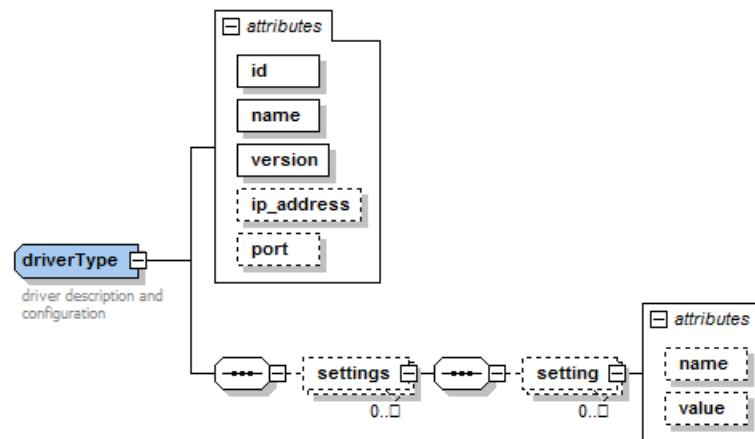 attributes
id
name
version
ip_address
port
driverType
driver description and
configuration
attributes
settings
setting
name
0..□
0..□
value